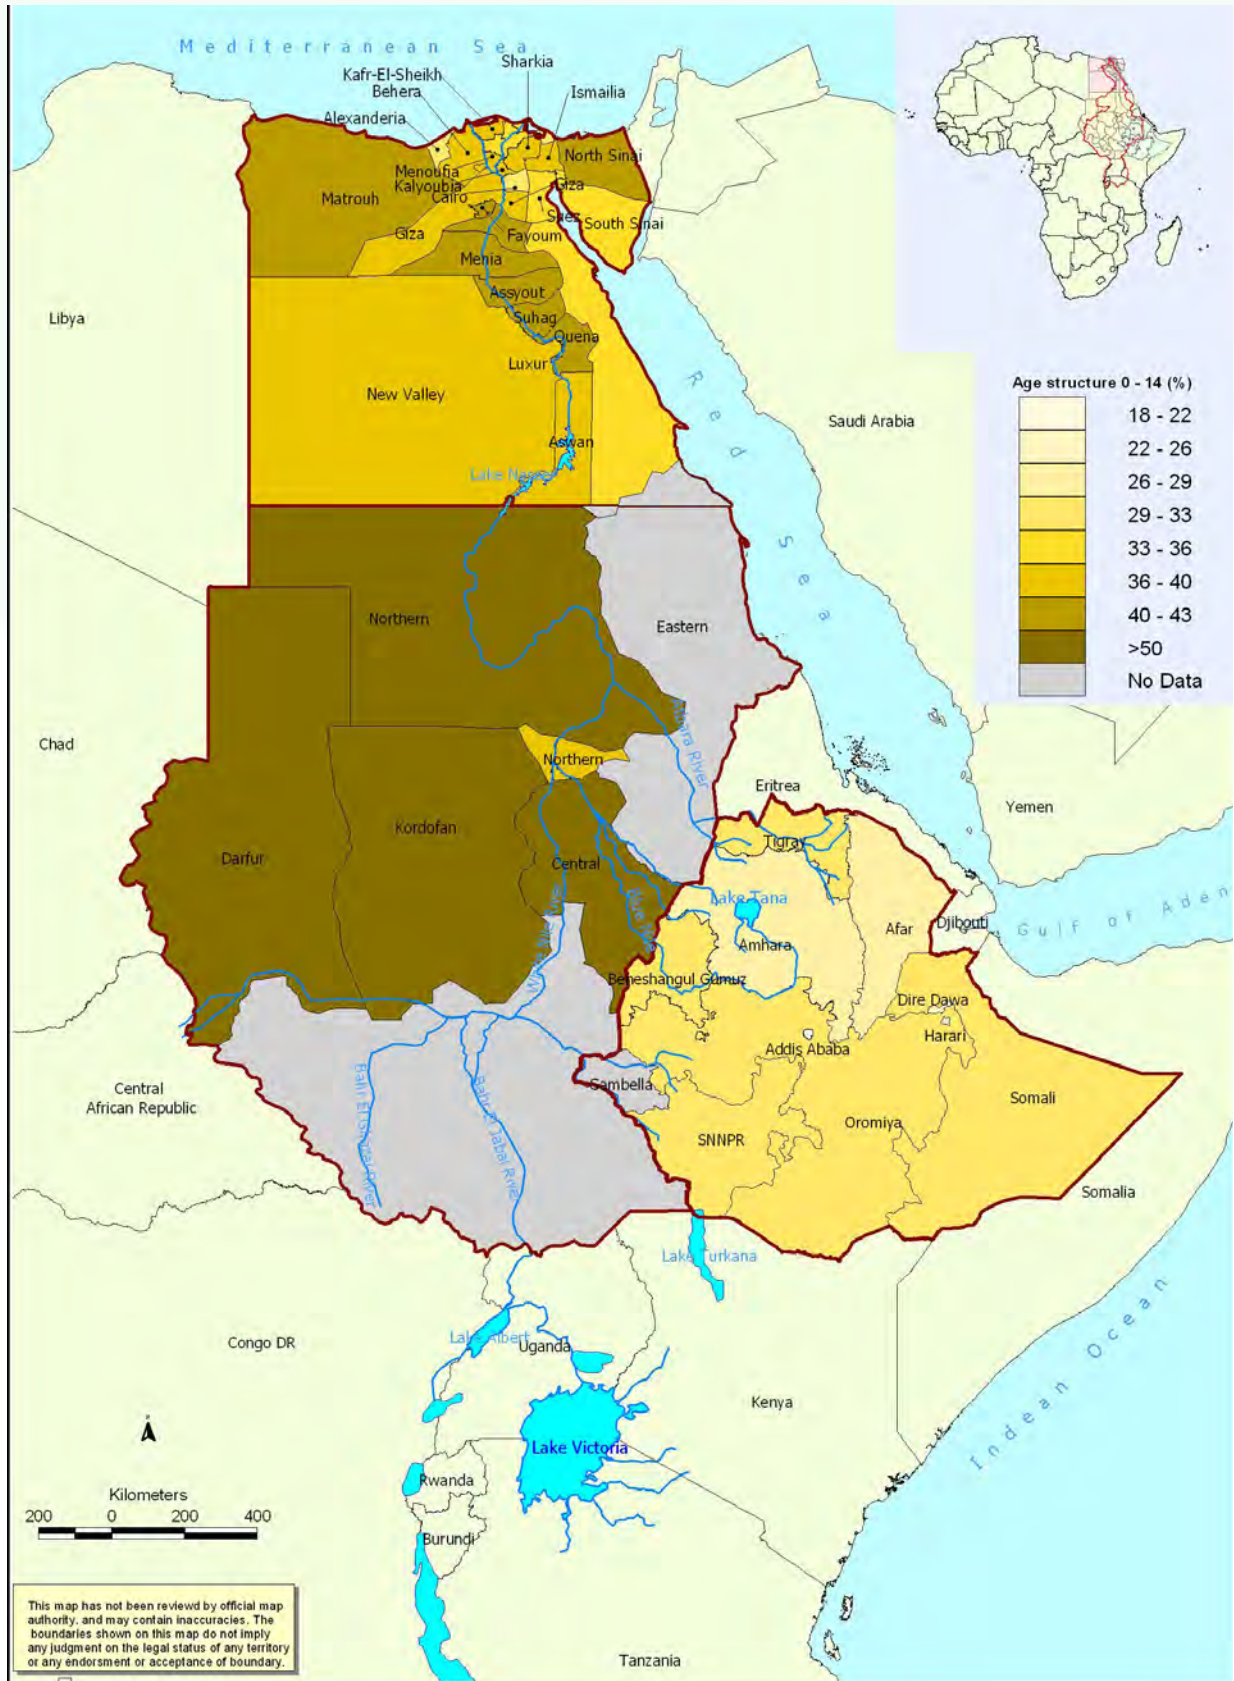 Mediterranean Sea
Sharkia
Kafr-El-Sheikh
Behera
Ismailia
Alexanderia
North Sinai
Menoufia
Kalyoubia
Giza
Cairo
Matrouh
Suez
South Sinai
Giza
Fayoum
Menia
Assyout
Suhag
Quena
Luxur
New Valley
Aswan
Lake Nasser
Libya
Red Sea
Saudi Arabia
Age structure 0 - 14 (%)
18 - 22
22 - 26
26 - 29
29 - 33
33 - 36
36 - 40
40 - 43
>50
No Data
Northern
Eastern
Chad
Atbara River
Northern
Eritrea
Yemen
Kordofan
Darfur
Central
Tigray
White Nile River
Blue Nile
Lake Tana
Amhara
Afar
Djibouti
Gulf of Aden
Beneshangul Gumuz
Dire Dawa
Harari
Addis Ababa
Central
African Republic
Gambella
Bahr El Jabal River
Somali
Oromiya
SNNPR
Somalia
Lake Turkana
Congo DR
Lake Albert
Uganda
Kenya
Indean Ocean
Lake Victoria
Rwanda
Burundi
Kilometers
200 0 200 400
This map has not been reviewd by official map
authority. and may contain inaccuracies. The
boundaries shown on this map do not imply
any judgment on the legal status of any territory
or any endorsment or acceptance of boundary.
Tanzania